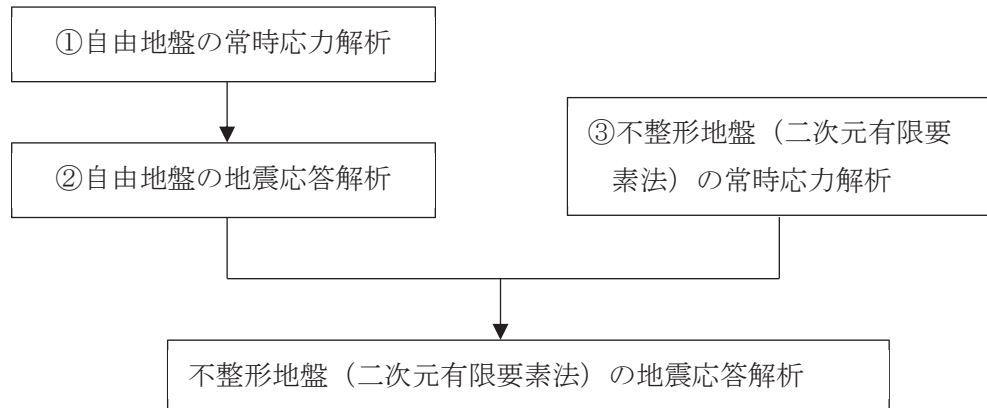 ①自由地盤の常時応力解析
②自由地盤の地震応答解析
③不整形地盤（二次元有限要
素法）の常時応力解析
不整形地盤（二次元有限要素法）の地震応答解析